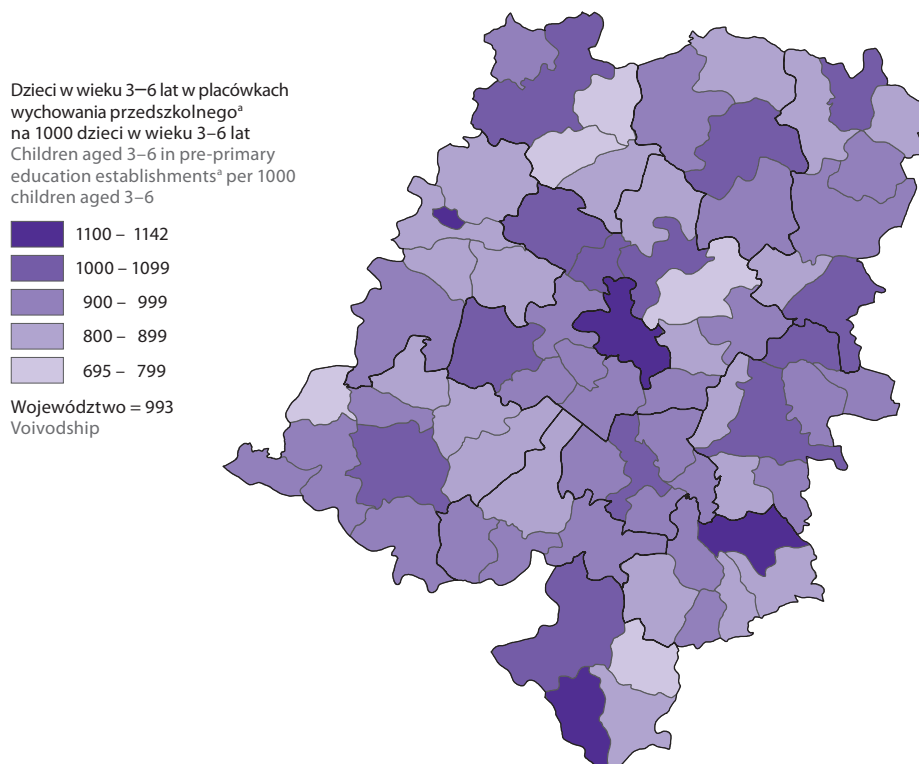 Dzieci w wieku 3–6 lat w placówkach
wychowania przedszkolnegoᵃ
na 1000 dzieci w wieku 3–6 lat
Children aged 3–6 in pre-primary
education establishmentsᵃ per 1000
children aged 3–6
1100 – 1142
1000 – 1099
900 – 999
800 – 899
695 – 799
Województwo = 993
Voivodship